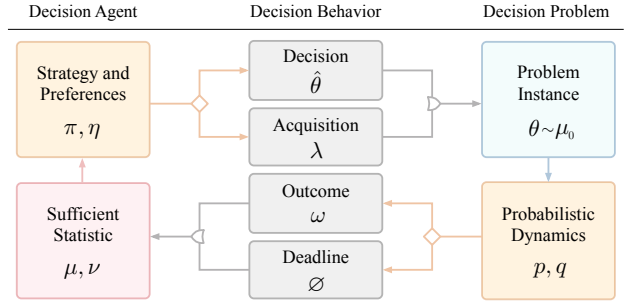 Decision Agent
Decision Behavior
Decision Problem
Strategy and
Preferences
π, η
Decision
θ̂
Acquisition
λ
Problem
Instance
θ∼μ₀
Sufficient
Statistic
μ, ν
Outcome
ω
Deadline
∅
Probabilistic
Dynamics
p, q